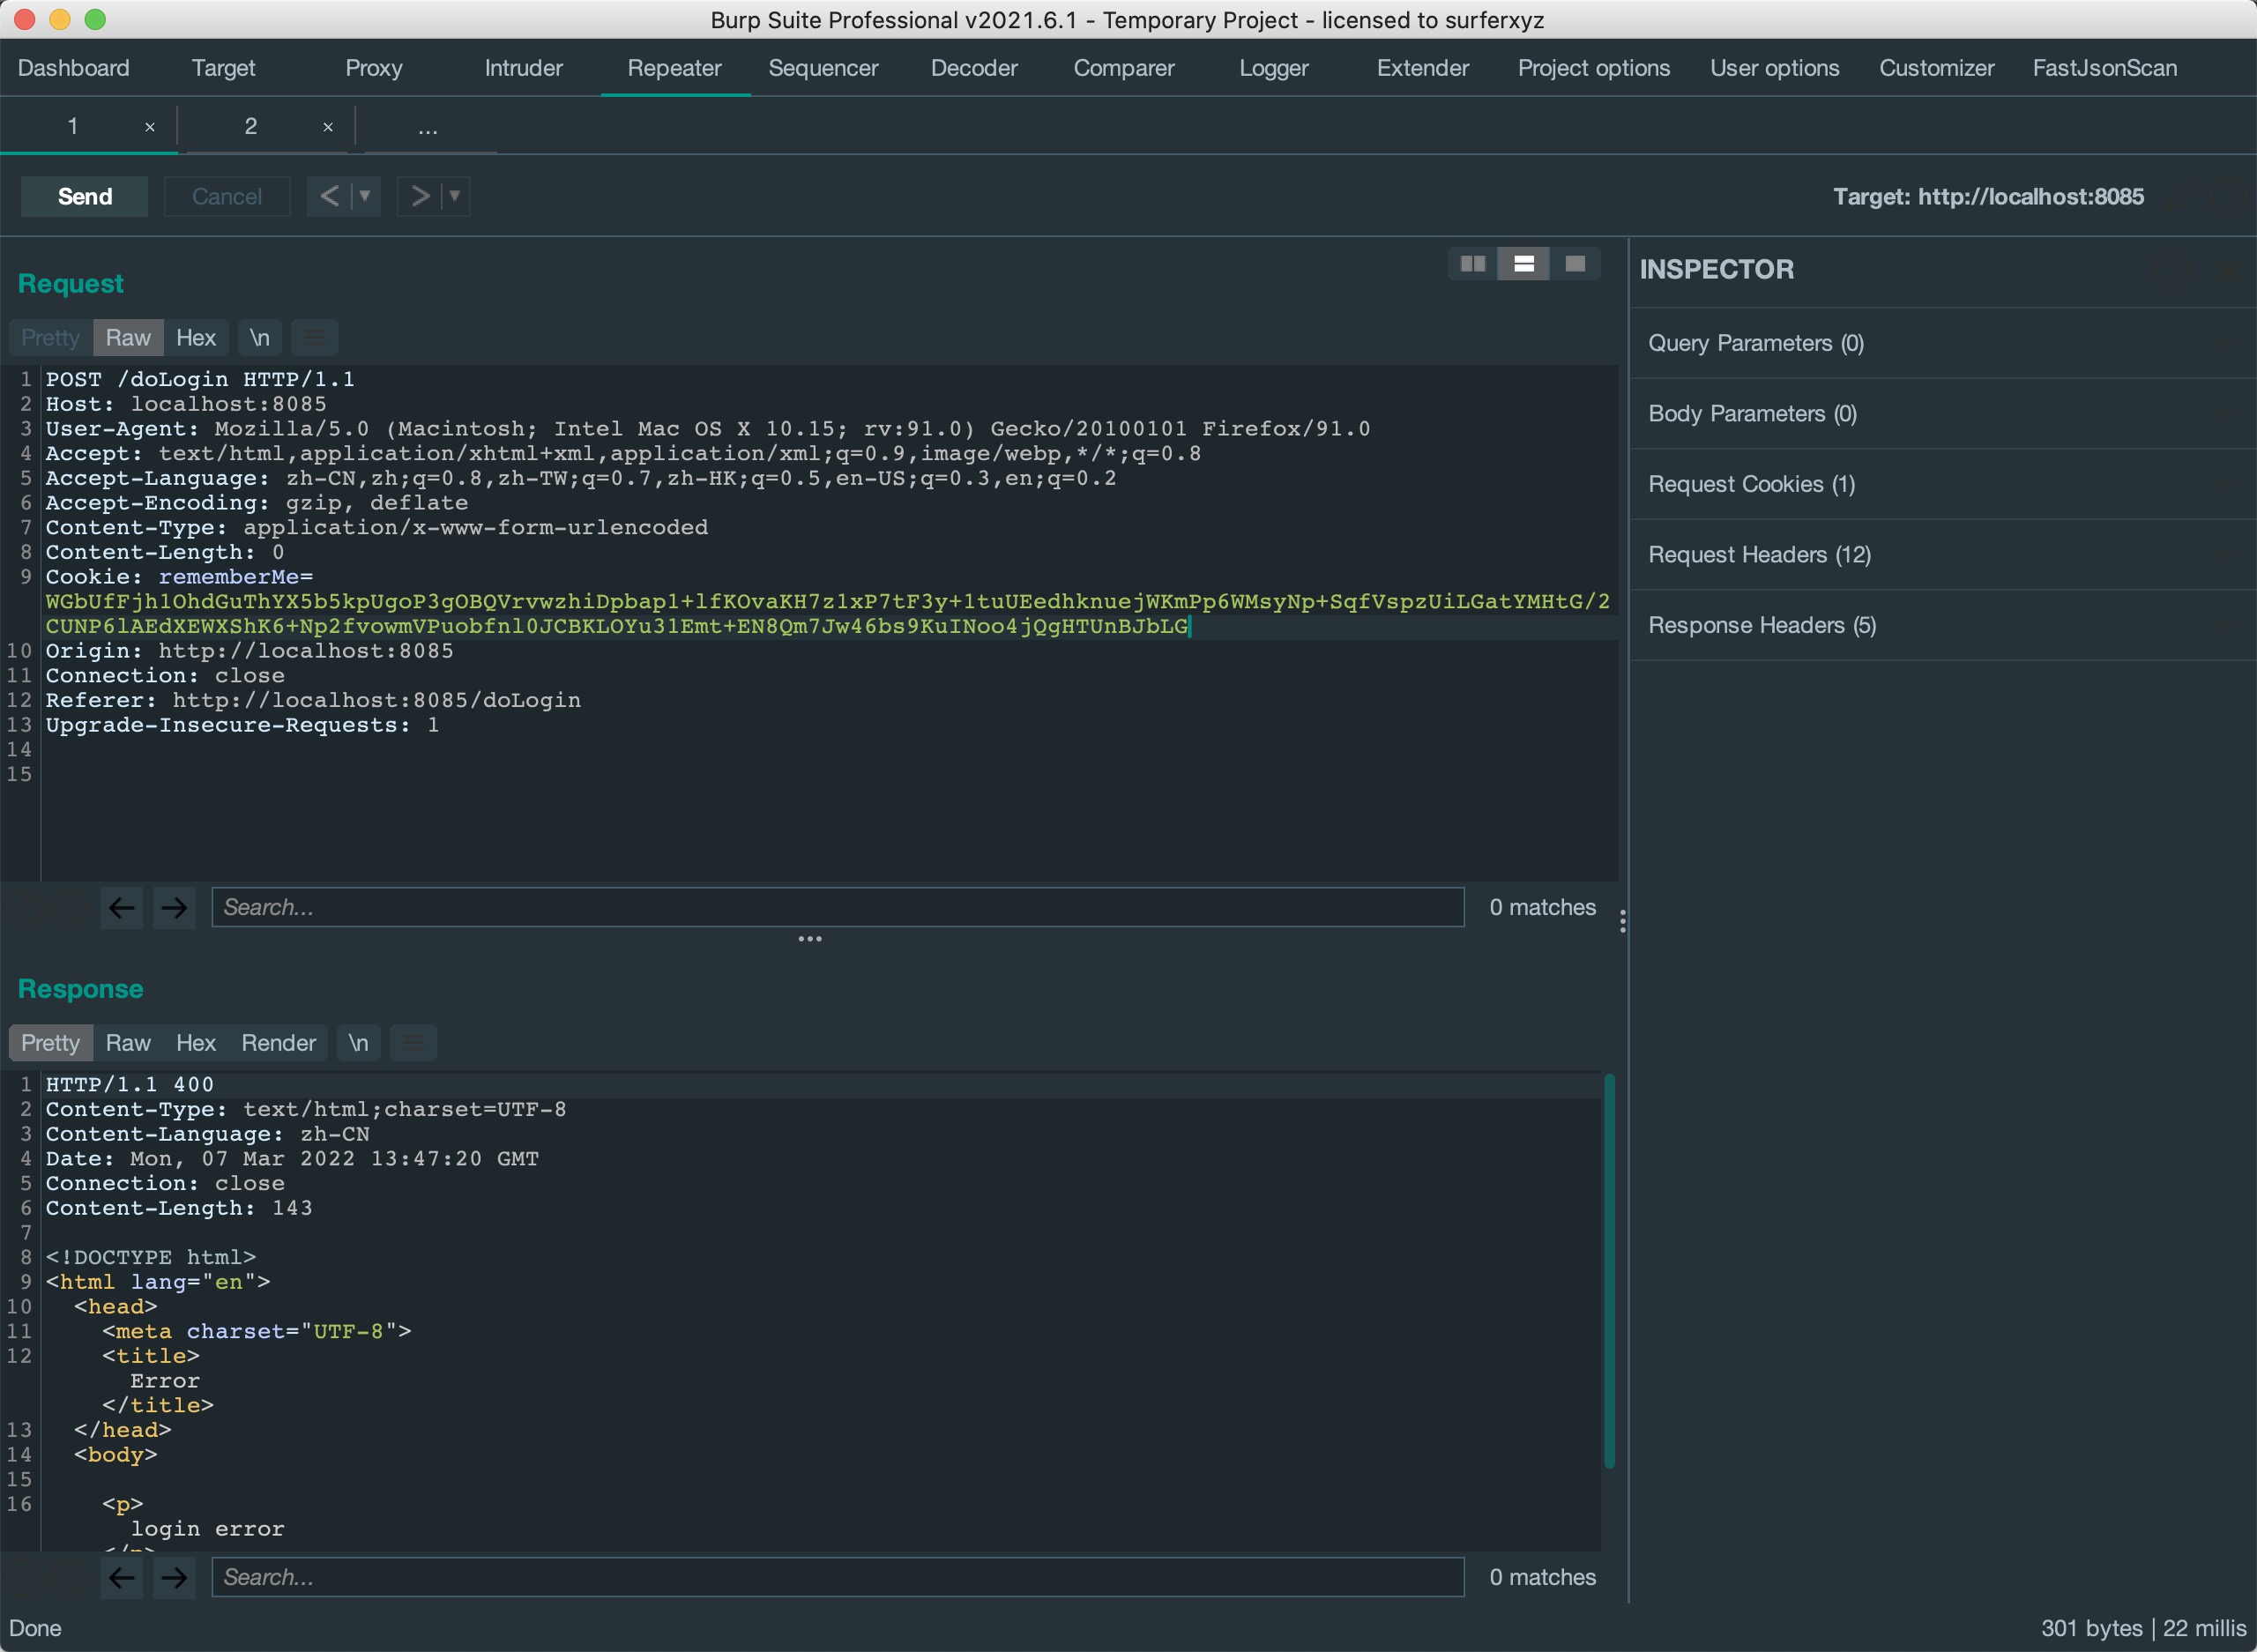 Burp Suite Professional v2021.6.1 - Temporary Project - licensed to surferxyz
Dashboard Target Proxy Intruder Repeater Sequencer Decoder Comparer Logger Extender Project options User options Customizer FastJsonScan
1 × 2 × ...
Send Cancel < ▼ > ▼ Target: http://localhost:8085
Request
Pretty Raw Hex \n
1 POST /doLogin HTTP/1.1
2 Host: localhost:8085
3 User-Agent: Mozilla/5.0 (Macintosh; Intel Mac OS X 10.15; rv:91.0) Gecko/20100101 Firefox/91.0
4 Accept: text/html,application/xhtml+xml,application/xml;q=0.9,image/webp,*/*;q=0.8
5 Accept-Language: zh-CN,zh;q=0.8,zh-TW;q=0.7,zh-HK;q=0.5,en-US;q=0.3,en;q=0.2
6 Accept-Encoding: gzip, deflate
7 Content-Type: application/x-www-form-urlencoded
8 Content-Length: 0
9 Cookie: rememberMe=
WGbUfFjh1OhdGuThYX5b5kpUgoP3gOBQVrvwzhiDpbap1+lfKOvaKH7z1xP7tF3y+1tuUEedhknuejWKmPp6WMsyNp+SqfVspzUiLGatYMHtG/2
CUNP6lAEdXEWXShK6+Np2fvowmVPuobfnl0JCBKLOYu31Emt+EN8Qm7Jw46bs9KuINoo4jQgHTUnBJbLG
10 Origin: http://localhost:8085
11 Connection: close
12 Referer: http://localhost:8085/doLogin
13 Upgrade-Insecure-Requests: 1
14
15
Search... 0 matches
Response
Pretty Raw Hex Render \n
1 HTTP/1.1 400
2 Content-Type: text/html;charset=UTF-8
3 Content-Language: zh-CN
4 Date: Mon, 07 Mar 2022 13:47:20 GMT
5 Connection: close
6 Content-Length: 143
7
8 <!DOCTYPE html>
9 <html lang="en">
10 <head>
11 <meta charset="UTF-8">
12 <title>
Error
</title>
13 </head>
14 <body>
15
16 <p>
login error
</p>
Search... 0 matches
Done 301 bytes | 22 millis
INSPECTOR
Query Parameters (0)
Body Parameters (0)
Request Cookies (1)
Request Headers (12)
Response Headers (5)